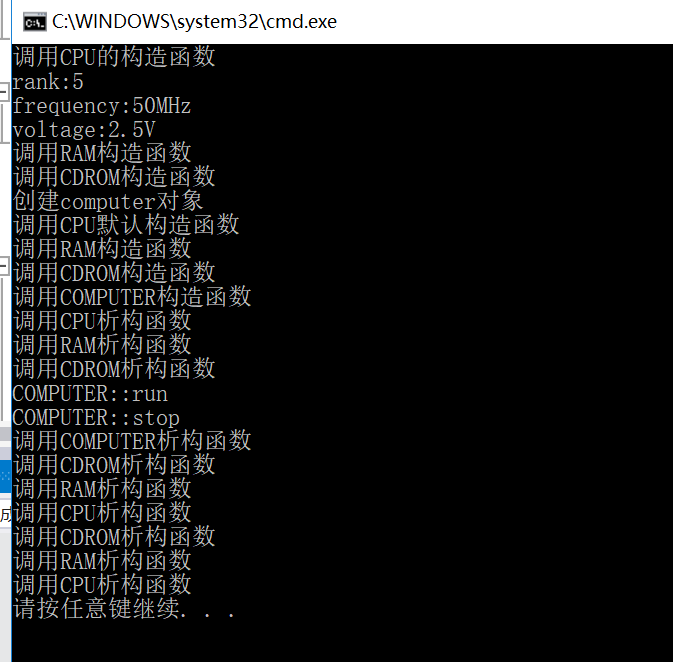 C:\WINDOWS\system32\cmd.exe
调用CPU的构造函数
rank:5
frequency:50MHz
voltage:2.5V
调用RAM构造函数
调用CDROM构造函数
创建computer对象
调用CPU默认构造函数
调用RAM构造函数
调用CDROM构造函数
调用COMPUTER构造函数
调用CPU析构函数
调用RAM析构函数
调用CDROM析构函数
COMPUTER::run
COMPUTER::stop
调用COMPUTER析构函数
调用CDROM析构函数
调用RAM析构函数
调用CPU析构函数
成
调用CDROM析构函数
调用RAM析构函数
调用CPU析构函数
请按任意键继续. . .